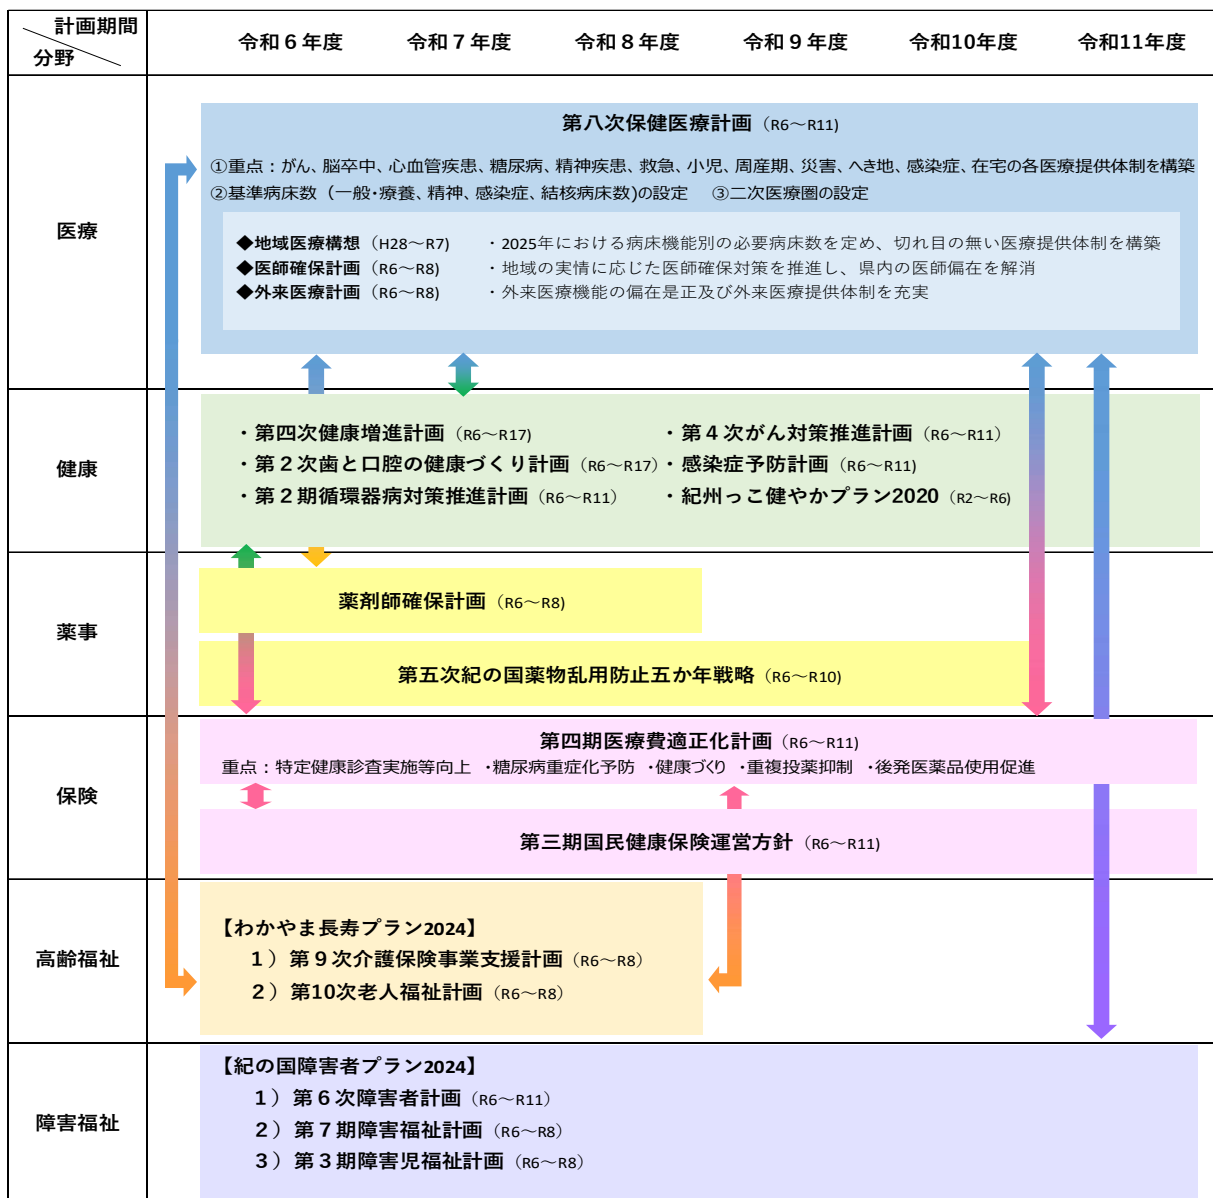 計画期間
分野
令和６年度 令和７年度 令和８年度 令和９年度 令和10年度 令和11年度
医療
第八次保健医療計画（R6～R11）
①重点：がん、脳卒中、心血管疾患、糖尿病、精神疾患、救急、小児、周産期、災害、へき地、感染症、在宅の各医療提供体制を構築
②基準病床数（一般・療養、精神、感染症、結核病床数)の設定 ③二次医療圏の設定
◆地域医療構想（H28～R7） ・2025年における病床機能別の必要病床数を定め、切れ目の無い医療提供体制を構築
◆医師確保計画（R6～R8） ・地域の実情に応じた医師確保対策を推進し、県内の医師偏在を解消
◆外来医療計画（R6～R8） ・外来医療機能の偏在是正及び外来医療提供体制を充実
健康
・第四次健康増進計画（R6～R17） ・第４次がん対策推進計画（R6～R11）
・第２次歯と口腔の健康づくり計画（R6～R17） ・感染症予防計画（R6～R11）
・第２期循環器病対策推進計画（R6～R11） ・紀州っこ健やかプラン2020（R2～R6）
薬事
薬剤師確保計画（R6～R8）
第五次紀の国薬物乱用防止五か年戦略（R6～R10）
保険
第四期医療費適正化計画（R6～R11）
重点：特定健康診査実施等向上 ・糖尿病重症化予防 ・健康づくり ・重複投薬抑制 ・後発医薬品使用促進
第三期国民健康保険運営方針（R6～R11）
高齢福祉
【わかやま長寿プラン2024】
１）第９次介護保険事業支援計画（R6～R8）
２）第10次老人福祉計画（R6～R8）
障害福祉
【紀の国障害者プラン2024】
１）第６次障害者計画（R6～R11）
２）第７期障害福祉計画（R6～R8）
３）第３期障害児福祉計画（R6～R8）